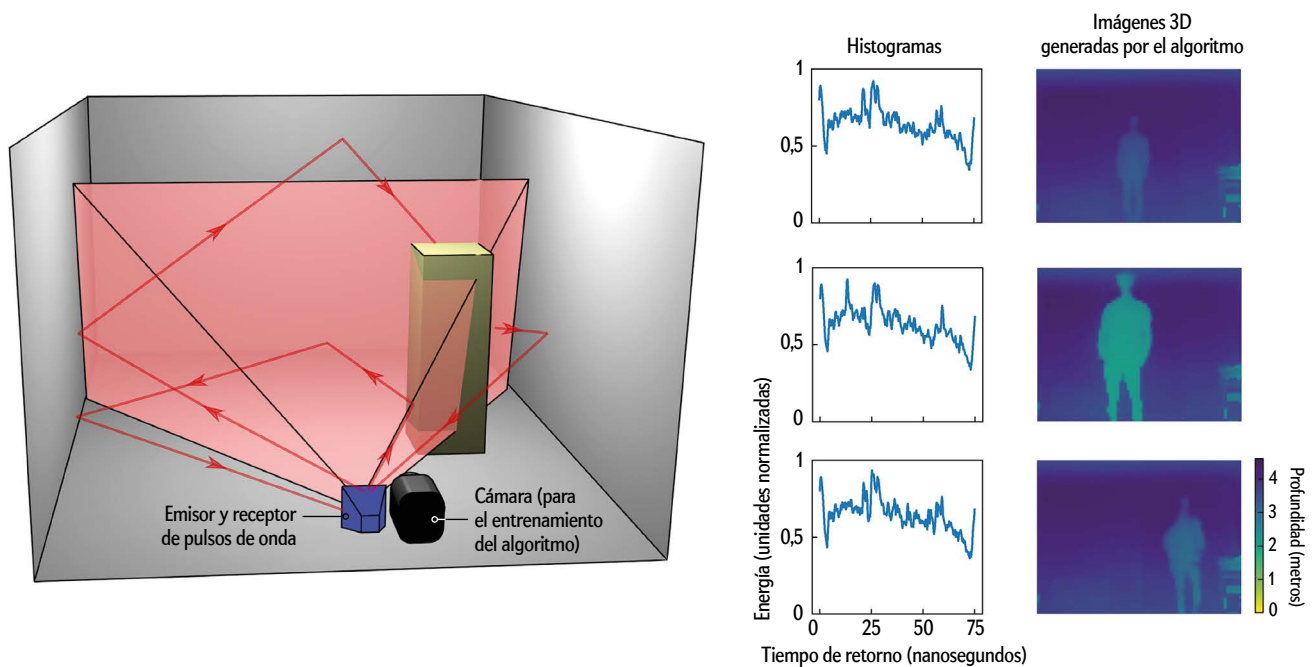 Emisor y receptor
de pulsos de onda
Cámara (para
el entrenamiento
del algoritmo)
Histogramas
Imágenes 3D
generadas por el algoritmo
Energía (unidades normalizadas)
1
0,5
0
1
0,5
0
1
0,5
0
0
25
50
75
Tiempo de retorno (nanosegundos)
4
3
2
1
0
Profundidad (metros)